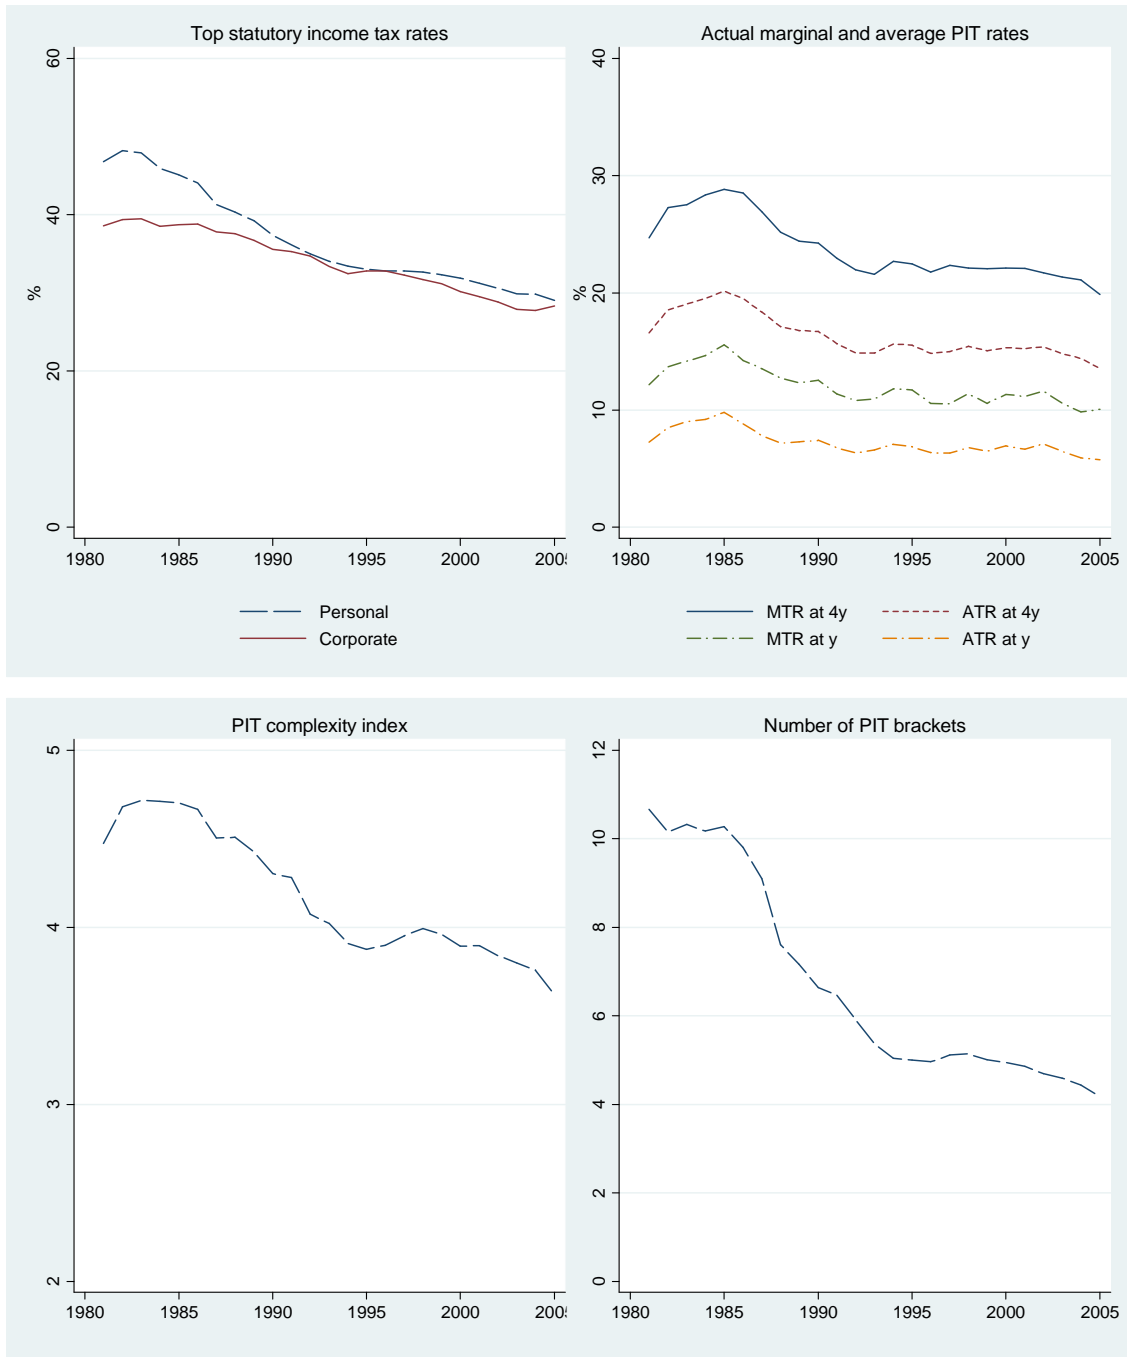 Top statutory income tax rates
60
40
20
0
%
1980 1985 1990 1995 2000 2005
Personal
Corporate
Actual marginal and average PIT rates
40
30
20
10
0
%
1980 1985 1990 1995 2000 2005
MTR at 4y ATR at 4y
MTR at y ATR at y
PIT complexity index
5
4
3
2
1980 1985 1990 1995 2000 2005
Number of PIT brackets
12
10
8
6
4
2
0
1980 1985 1990 1995 2000 2005